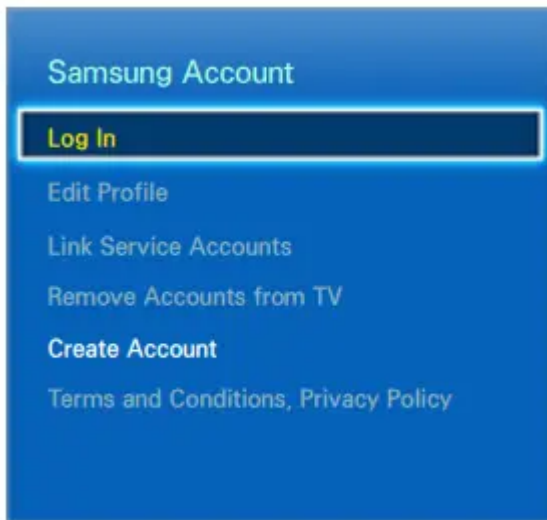 Samsung Account
Log In
Edit Profile
Link Service Accounts
Remove Accounts from TV
Create Account
Terms and Conditions, Privacy Policy